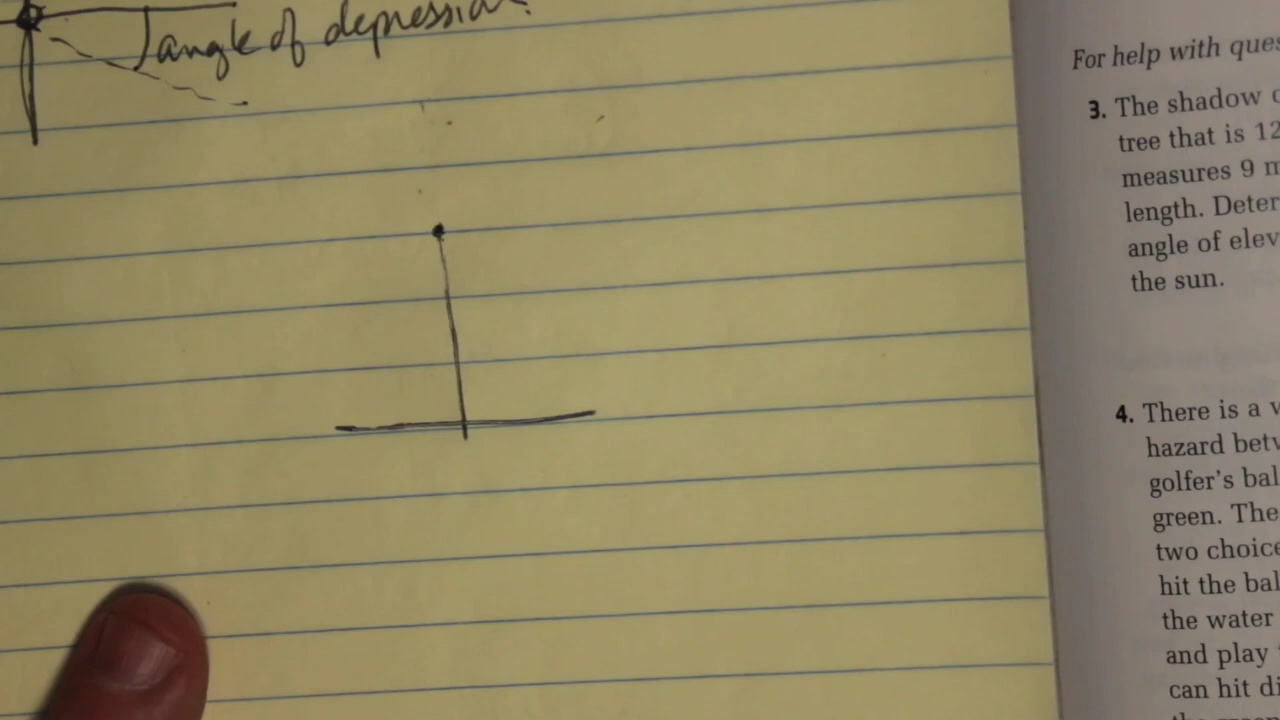 angle of depression.
For help with ques
3. The shadow o
tree that is 12
measures 9 m
length. Deter
angle of elev
the sun.
4. There is a w
hazard betw
golfer's bal
green. The
two choice
hit the bal
the water
and play
can hit di